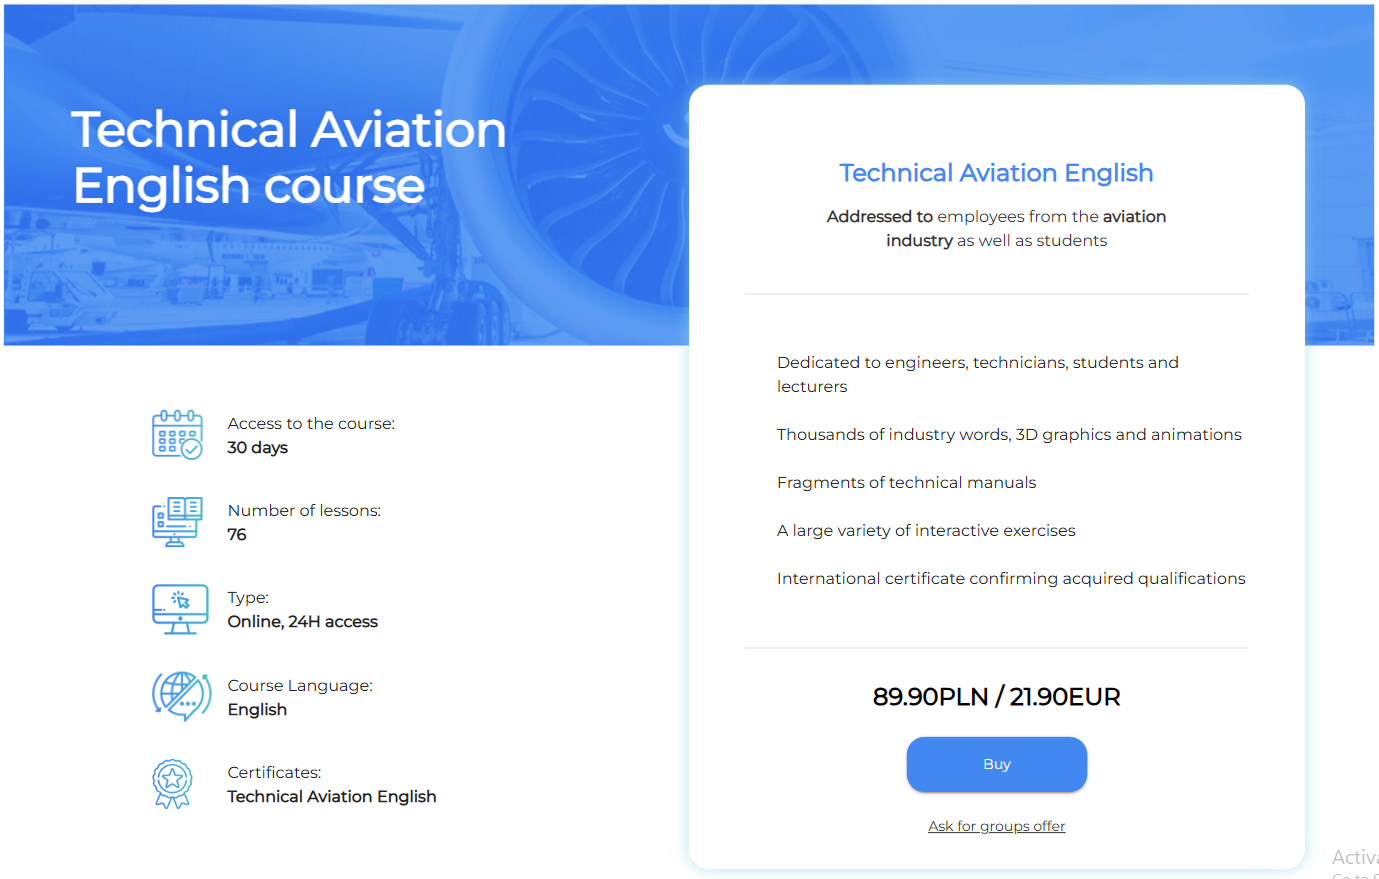 Technical Aviation
English course
Access to the course:
30 days
Number of lessons:
76
Type:
Online, 24H access
Course Language:
English
Certificates:
Technical Aviation English
Technical Aviation English
Addressed to employees from the aviation
industry as well as students
Dedicated to engineers, technicians, students and
lecturers
Thousands of industry words, 3D graphics and animations
Fragments of technical manuals
A large variety of interactive exercises
International certificate confirming acquired qualifications
89.90PLN / 21.90EUR
Buy
Ask for groups offer